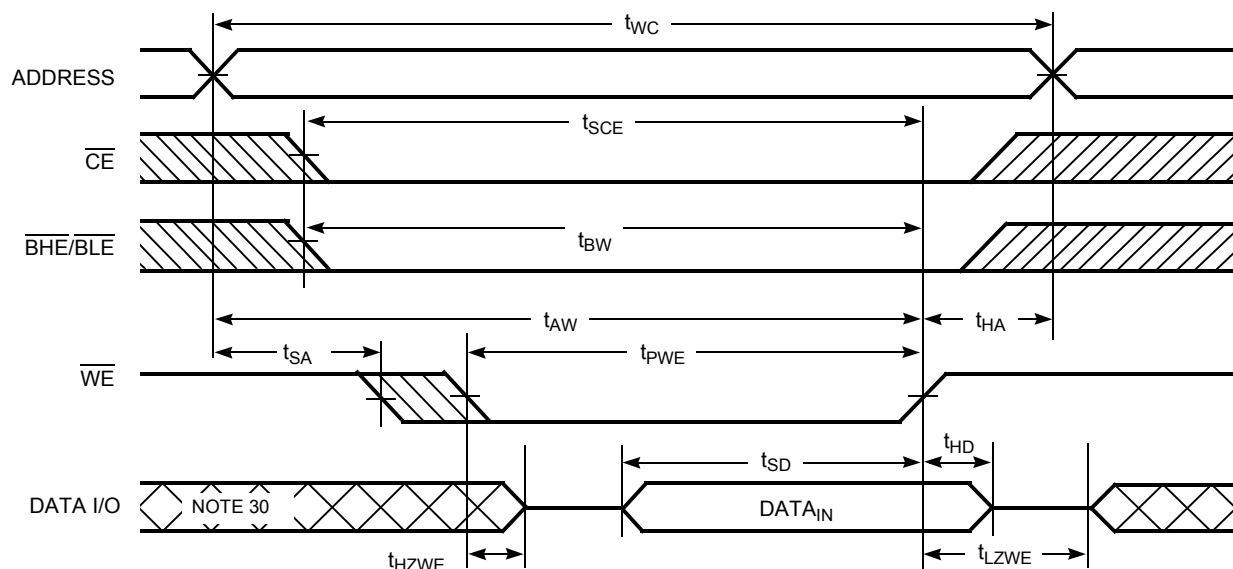 tWC
ADDRESS
tSCE
CE
tBW
BHE/BLE
tAW
tHA
tSA
tPWE
WE
tHD
tSD
DATA I/O
NOTE 30
DATAIN
tHZWE
tLZWE